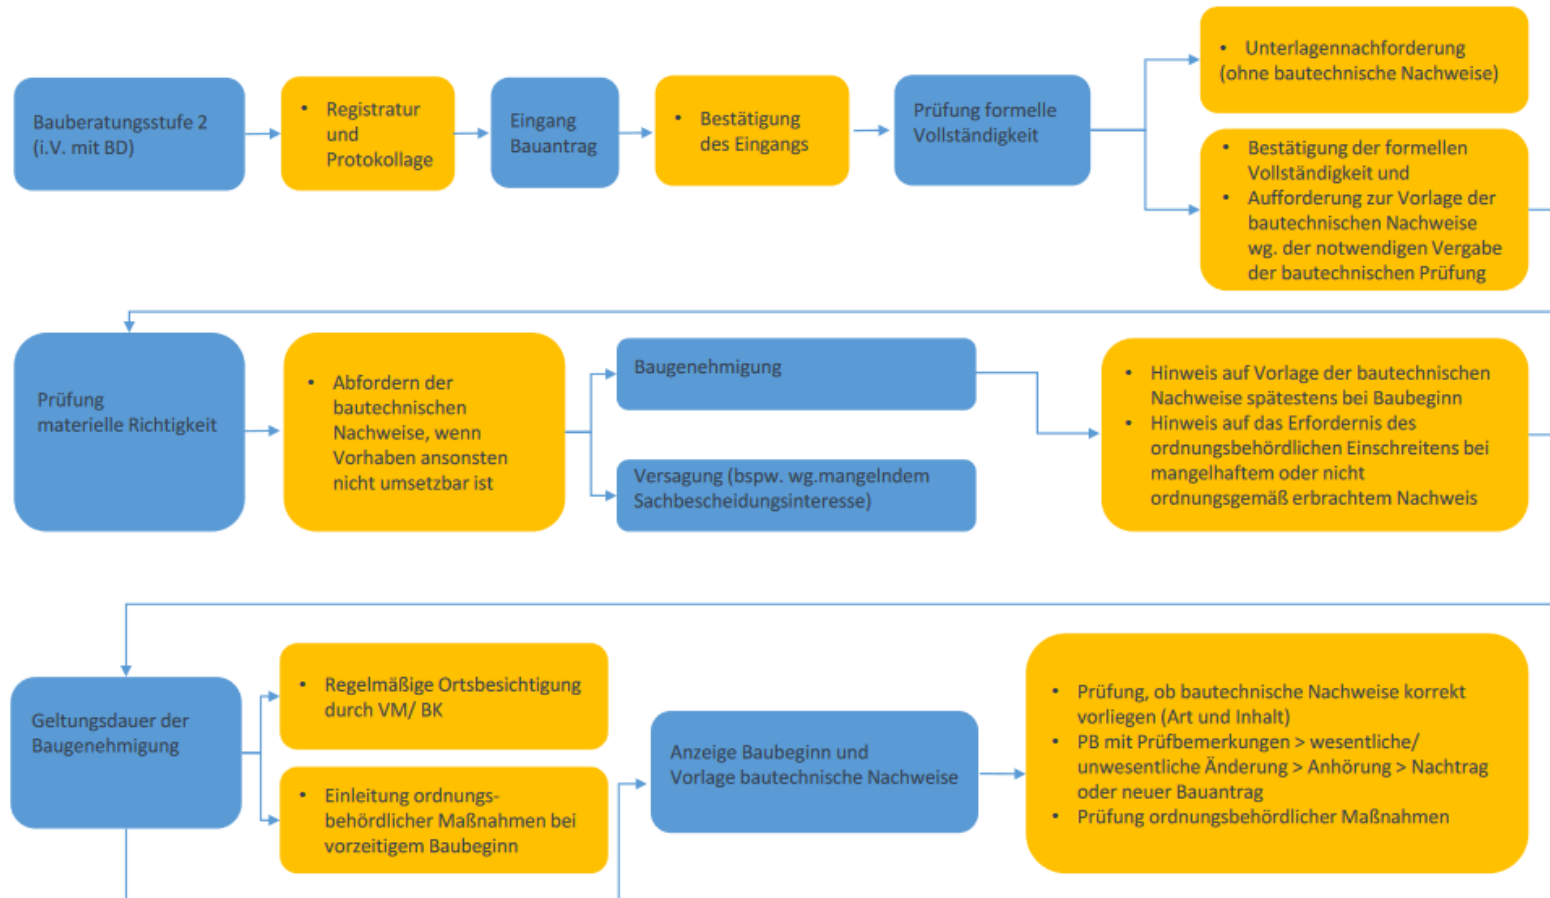 Bauberatungsstufe 2
(i.V. mit BD)
• Registratur
und
Protokollage
Eingang
Bauantrag
• Bestätigung
des Eingangs
Prüfung formelle
Vollständigkeit
• Unterlagennachforderung
(ohne bautechnische Nachweise)
• Bestätigung der formellen
Vollständigkeit und
• Aufforderung zur Vorlage der
bautechnischen Nachweise
wg. der notwendigen Vergabe
der bautechnischen Prüfung
Prüfung
materielle Richtigkeit
• Abfordern der
bautechnischen
Nachweise, wenn
Vorhaben ansonsten
nicht umsetzbar ist
Baugenehmigung
Versagung (bspw. wg.mangelndem
Sachbescheidungsinteresse)
• Hinweis auf Vorlage der bautechnischen
Nachweise spätestens bei Baubeginn
• Hinweis auf das Erfordernis des
ordnungsbehördlichen Einschreitens bei
mangelhaftem oder nicht
ordnungsgemäß erbrachtem Nachweis
Geltungsdauer der
Baugenehmigung
• Regelmäßige Ortsbesichtigung
durch VM/ BK
• Einleitung ordnungs-
behördlicher Maßnahmen bei
vorzeitigem Baubeginn
Anzeige Baubeginn und
Vorlage bautechnische Nachweise
• Prüfung, ob bautechnische Nachweise korrekt
vorliegen (Art und Inhalt)
• PB mit Prüfbemerkungen > wesentliche/
unwesentliche Änderung > Anhörung > Nachtrag
oder neuer Bauantrag
• Prüfung ordnungsbehördlicher Maßnahmen